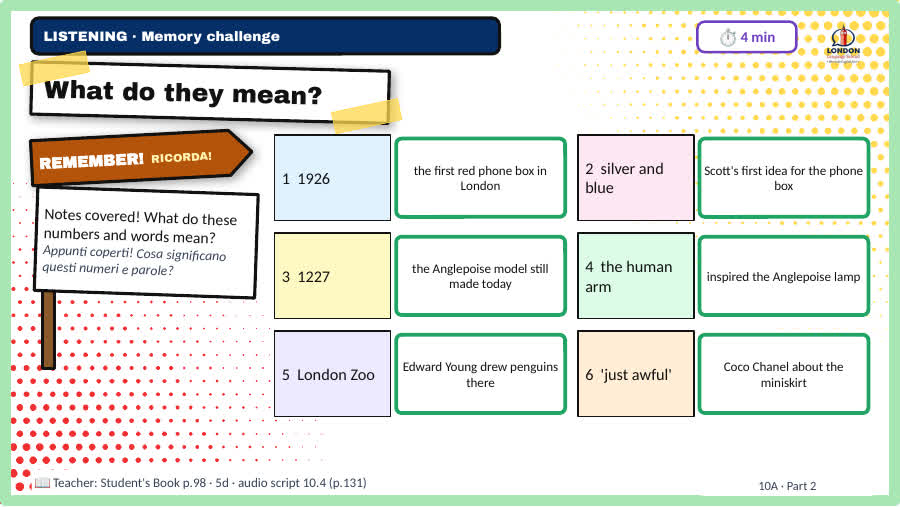 LISTENING · Memory challenge
⏱️ 4 min
LONDON
What do they mean?
REMEMBER! RICORDA!
Notes covered! What do these
numbers and words mean?
Appunti coperti! Cosa significano
questi numeri e parole?
1 1926
the first red phone box in
London
2 silver and
blue
Scott's first idea for the phone
box
3 1227
the Anglepoise model still
made today
4 the human
arm
inspired the Anglepoise lamp
5 London Zoo
Edward Young drew penguins
there
6 'just awful'
Coco Chanel about the
miniskirt
📖 Teacher: Student's Book p.98 · 5d · audio script 10.4 (p.131)
10A · Part 2